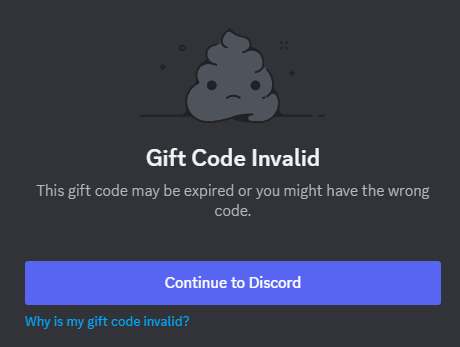 Gift Code Invalid
This gift code may be expired or you might have the wrong
code.
Continue to Discord
Why is my gift code invalid?